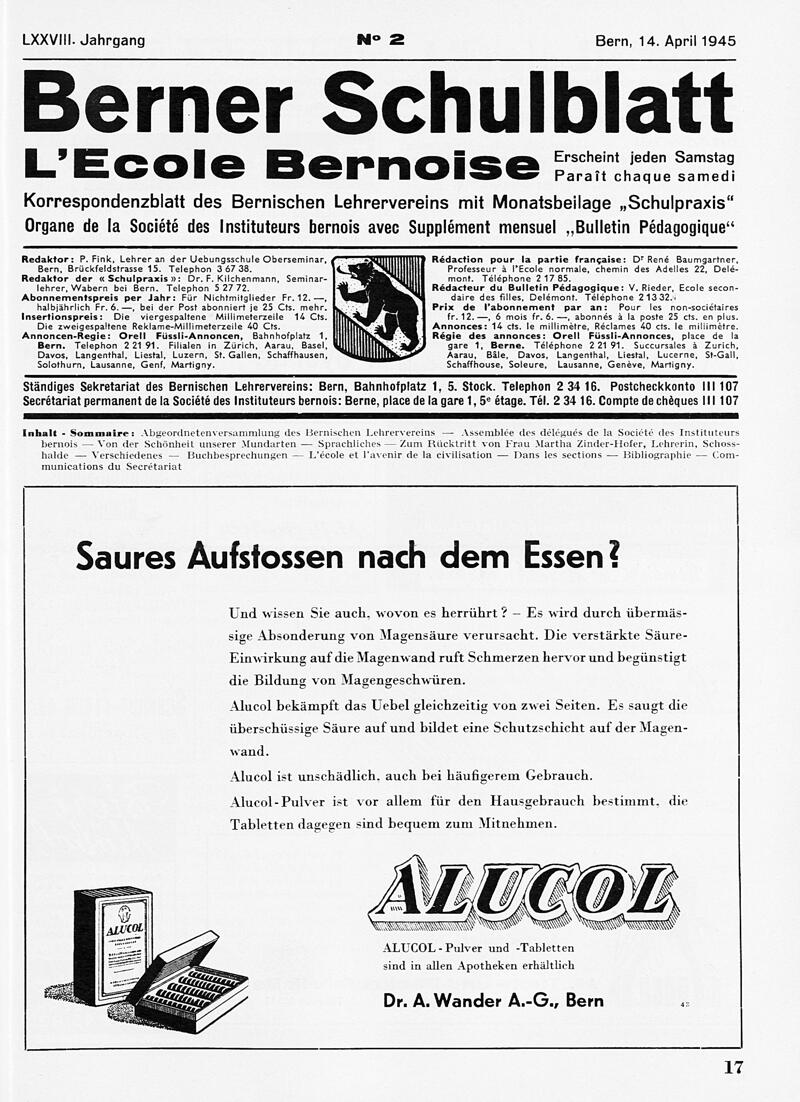 LXXVIII. Jahrgang
Nº 2
Bern, 14. April 1945
Berner Schulblatt
L'Ecole Bernoise
Erscheint jeden Samstag
Paraît chaque samedi
Korrespondenzblatt des Bernischen Lehrervereins mit Monatsbeilage „Schulpraxis“
Organe de la Société des Instituteurs bernois avec Supplément mensuel „Bulletin Pédagogique“
Redaktor: P. Fink, Lehrer an der Uebungsschule Oberseminar,
Bern, Brückfeldstrasse 15. Telephon 3 67 38.
Redaktor der «Schulpraxis»: Dr. F. Kilchenmann, Seminar-
lehrer, Wabern bei Bern. Telephon 5 27 72.
Abonnementspreis per Jahr: Für Nichtmitglieder Fr. 12. —,
halbjährlich Fr. 6. —, bei der Post abonniert je 25 Cts. mehr.
Insertionspreis: Die viergespaltene Millimeterzeile 14 Cts.
Die zweigespaltene Reklame-Millimeterzeile 40 Cts.
Annoncen-Regie: Orell Füssli-Annoncen, Bahnhofplatz 1,
Bern. Telephon 2 21 91. Filialen in Zürich, Aarau, Basel,
Davos, Langenthal, Liestal, Luzern, St. Gallen, Schaffhausen,
Solothurn, Lausanne, Genf, Martigny.
Rédaction pour la partie française: Dr René Baumgartner,
Professeur à l'Ecole normale, chemin des Adelles 22, Delé-
mont. Téléphone 2 17 85.
Rédacteur du Bulletin Pédagogique: V. Rieder, Ecole secon-
daire des filles, Delémont. Téléphone 2 13 32.
Prix de l'abonnement par an: Pour les non-sociétaires
fr. 12. —, 6 mois fr. 6. —, abonnés à la poste 25 cts. en plus.
Annonces: 14 cts. le millimètre, Réclames 40 cts. le millimètre.
Régie des annonces: Orell Füssli-Annonces, place de la
gare 1, Berne. Téléphone 2 21 91. Succursales à Zurich,
Aarau, Bâle, Davos, Langenthal, Liestal, Lucerne, St-Gall,
Schaffhouse, Soleure, Lausanne, Genève, Martigny.
Ständiges Sekretariat des Bernischen Lehrervereins: Bern, Bahnhofplatz 1, 5. Stock. Telephon 2 34 16. Postcheckkonto III 107
Secrétariat permanent de la Société des Instituteurs bernois: Berne, place de la gare 1, 5e étage. Tél. 2 34 16. Compte de chèques III 107
Inhalt - Sommaire: Abgeordnetenversammlung des Bernischen Lehrervereins — Assemblée des délégués de la Société des Instituteurs
bernois — Von der Schönheit unserer Mundarten — Sprachliches — Zum Rücktritt von Frau Martha Zinder-Hofer, Lehrerin, Schoss-
halde — Verschiedenes — Buchbesprechungen — L'école et l'avenir de la civilisation — Dans les sections — Bibliographie — Com-
munications du Secrétariat
Saures Aufstossen nach dem Essen?
Und wissen Sie auch, wovon es herrührt? – Es wird durch übermäs-
sige Absonderung von Magensäure verursacht. Die verstärkte Säure-
Einwirkung auf die Magenwand ruft Schmerzen hervor und begünstigt
die Bildung von Magengeschwüren.
Alucol bekämpft das Uebel gleichzeitig von zwei Seiten. Es saugt die
überschüssige Säure auf und bildet eine Schutzschicht auf der Magen-
wand.
Alucol ist unschädlich, auch bei häufigerem Gebrauch.
Alucol-Pulver ist vor allem für den Hausgebrauch bestimmt, die
Tabletten dagegen sind bequem zum Mitnehmen.
ALUCOL
ALUCOL
ALUCOL - Pulver und -Tabletten
sind in allen Apotheken erhältlich
Dr. A. Wander A.-G., Bern
17